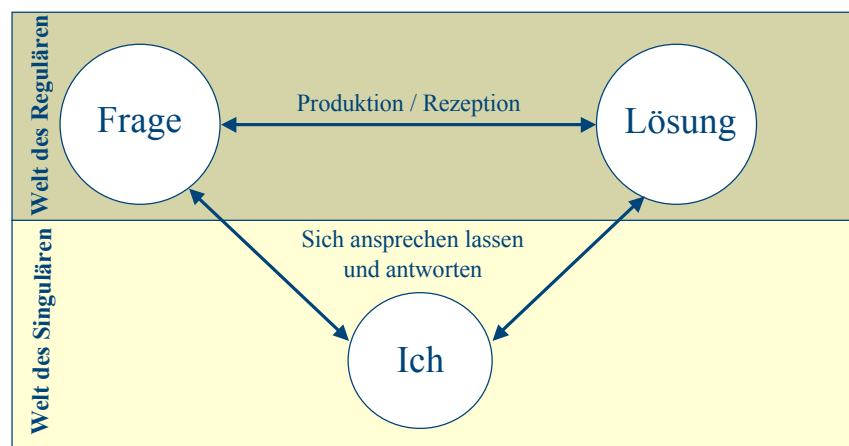 Welt des Regulären
Frage
Produktion / Rezeption
Lösung
Welt des Singulären
Sich ansprechen lassen
und antworten
Ich